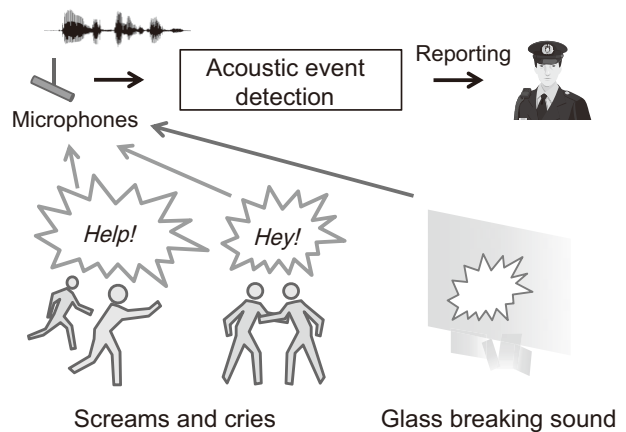 Acoustic event
detection
Reporting
Microphones
Help!
Hey!
Screams and cries
Glass breaking sound